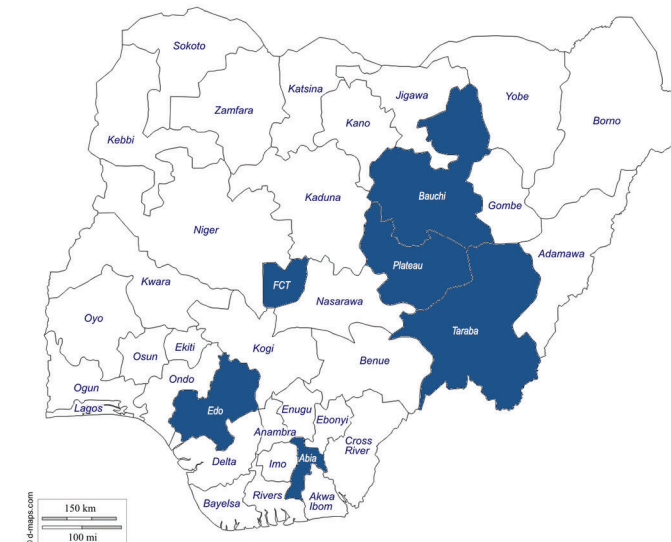 Sokoto
Katsina
Jigawa
Yobe
Borno
Zamfara
Kano
Kebbi
Kaduna
Bauchi
Gombe
Niger
Adamawa
Plateau
FCT
Kwara
Nasarawa
Oyo
Taraba
Kogi
Ekiti
Osun
Benue
Ondo
Ogun
Lagos
Edo
Enugu
Ebonyi
Anambra
Cross
River
Abia
Delta
Imo
Rivers
Akwa
Ibom
Bayelsa
150 km
100 mi
© d-maps.com